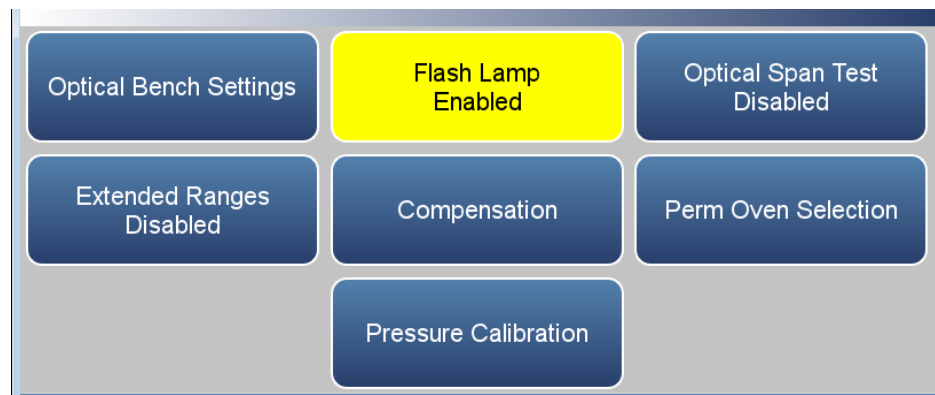 Optical Bench Settings
Flash Lamp
Enabled
Optical Span Test
Disabled
Extended Ranges
Disabled
Compensation
Perm Oven Selection
Pressure Calibration